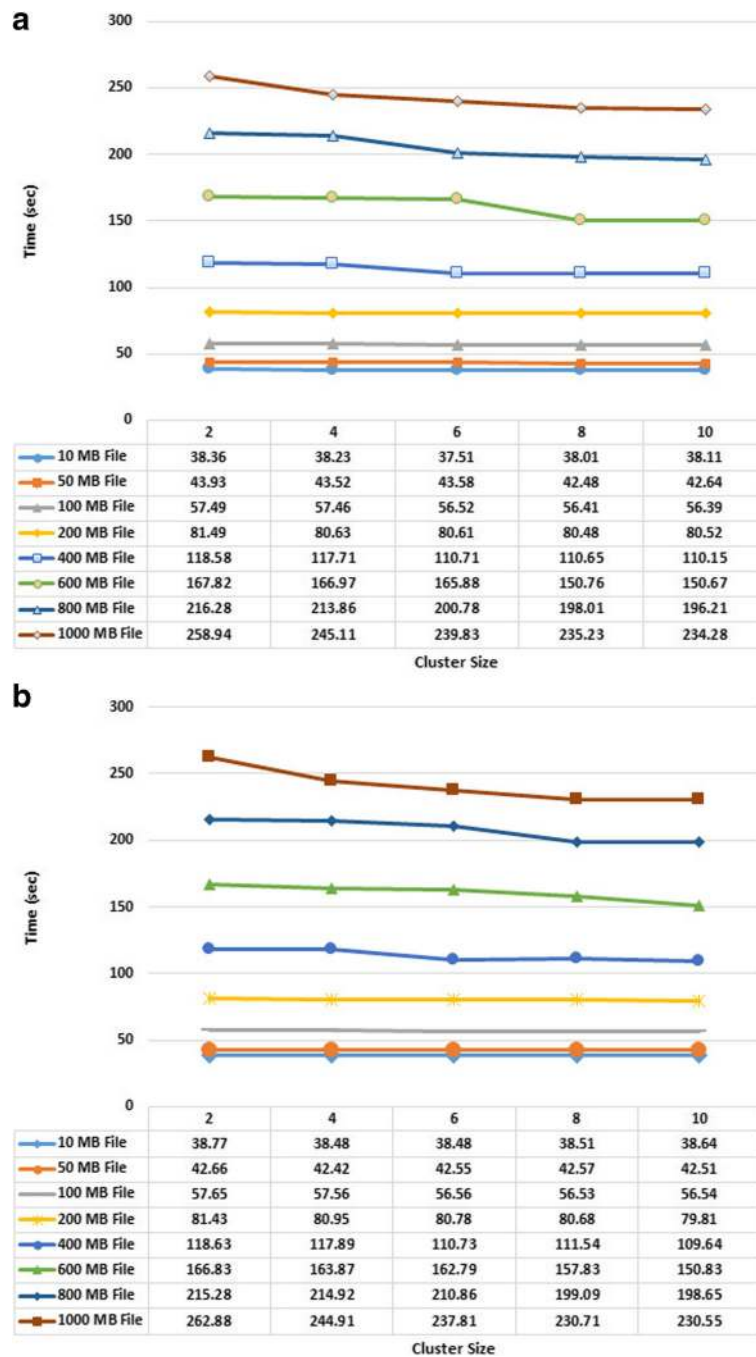 a
300
250
200
150
100
50
0
Time (sec)
2 4 6 8 10
10 MB File 38.36 38.23 37.51 38.01 38.11
50 MB File 43.93 43.52 43.58 42.48 42.64
100 MB File 57.49 57.46 56.52 56.41 56.39
200 MB File 81.49 80.63 80.61 80.48 80.52
400 MB File 118.58 117.71 110.71 110.65 110.15
600 MB File 167.82 166.97 165.88 150.76 150.67
800 MB File 216.28 213.86 200.78 198.01 196.21
1000 MB File 258.94 245.11 239.83 235.23 234.28
Cluster Size
b
300
250
200
150
100
50
0
Time (sec)
2 4 6 8 10
10 MB File 38.77 38.48 38.48 38.51 38.64
50 MB File 42.66 42.42 42.55 42.57 42.51
100 MB File 57.65 57.56 56.56 56.53 56.54
200 MB File 81.43 80.95 80.78 80.68 79.81
400 MB File 118.63 117.89 110.73 111.54 109.64
600 MB File 166.83 163.87 162.79 157.83 150.83
800 MB File 215.28 214.92 210.86 199.09 198.65
1000 MB File 262.88 244.91 237.81 230.71 230.55
Cluster Size